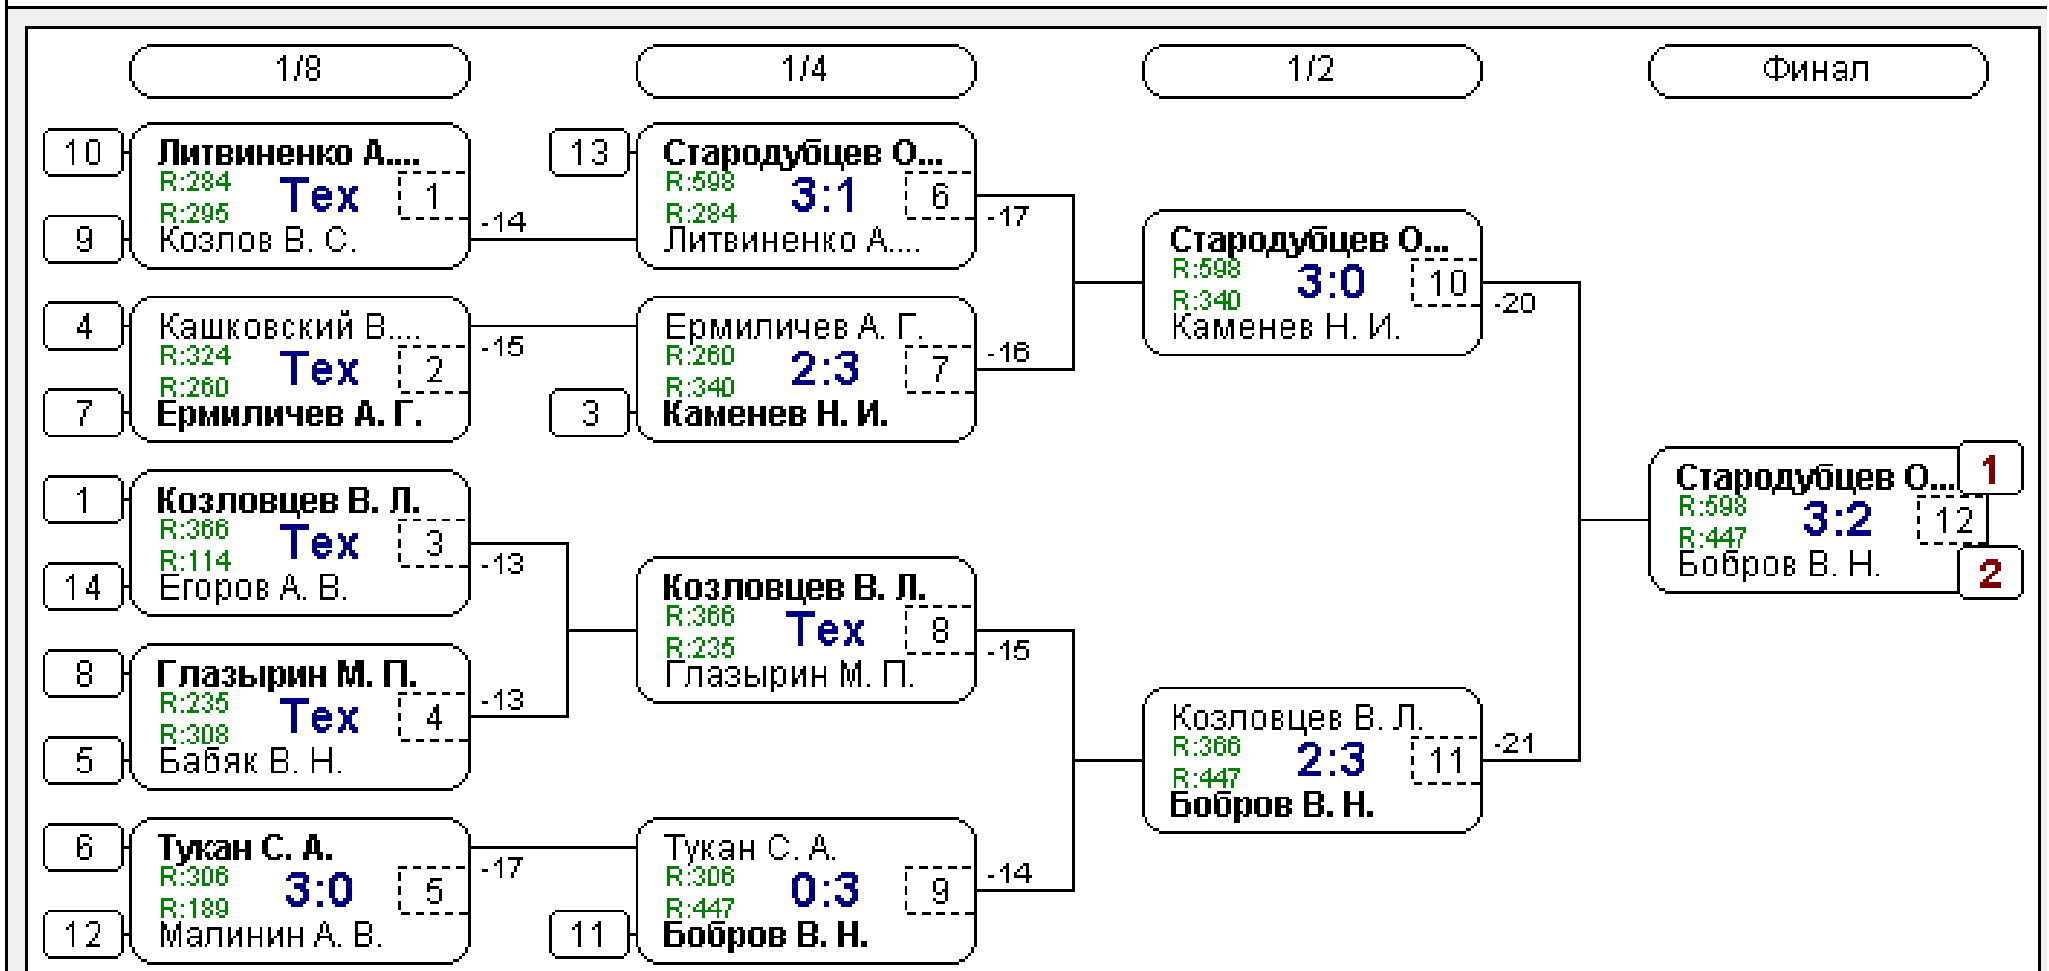 1/8
1/4
1/2
Финал
10
Литвиненко А....
R:284
Тех
1
R:295
9
Козлов В. С.
-14
4
Кашковский В....
R:324
Тех
2
R:260
7
Ермиличев А. Г.
-15
1
Козловцев В. Л.
R:366
Тех
3
R:114
14
Егоров А. В.
-13
8
Глазырин М. П.
R:235
Тех
4
R:308
5
Бабяк В. Н.
-13
6
Тукан С. А.
R:306
3:0
5
R:189
12
Малинин А. В.
-17
13
Стародубцев О...
R:598
3:1
6
R:284
Литвиненко А....
-17
Ермиличев А. Г.
R:260
2:3
7
R:340
3
Каменев Н. И.
-16
Козловцев В. Л.
R:366
Тех
8
R:235
Глазырин М. П.
-15
Тукан С. А.
R:306
0:3
9
R:447
11
Бобров В. Н.
-14
Стародубцев О...
R:598
3:0
10
R:340
Каменев Н. И.
-20
Козловцев В. Л.
R:366
2:3
11
R:447
Бобров В. Н.
-21
Стародубцев О....
1
R:598
3:2
12
R:447
Бобров В. Н.
2